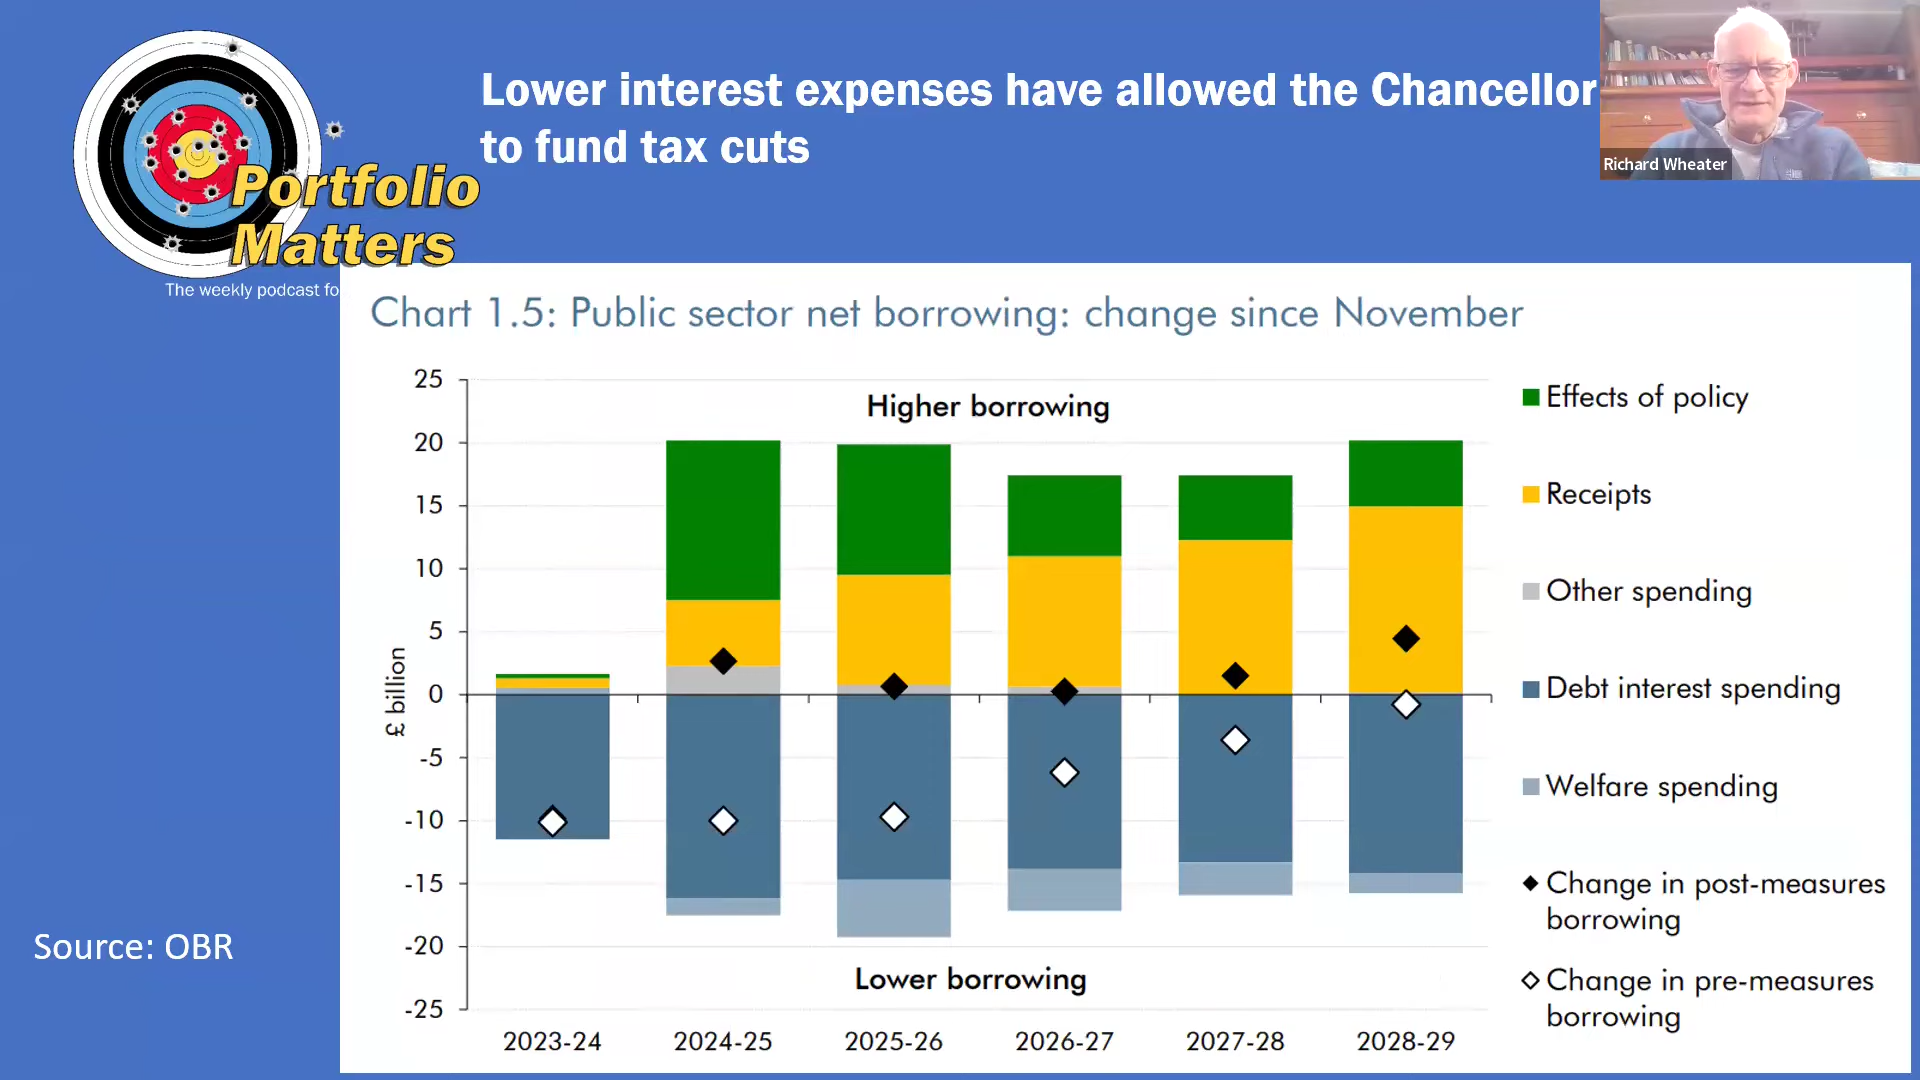 Lower interest expenses have allowed the Chancellor
to fund tax cuts
Richard Wheater
Portfolio
Matters
The weekly podcast fo
Chart 1.5: Public sector net borrowing: change since November
25
20
15
10
5
0
-5
-10
-15
-20
-25
£ billion
Higher borrowing
Lower borrowing
2023-24 2024-25 2025-26 2026-27 2027-28 2028-29
Effects of policy
Receipts
Other spending
Debt interest spending
Welfare spending
Change in post-measures
borrowing
Change in pre-measures
borrowing
Source: OBR